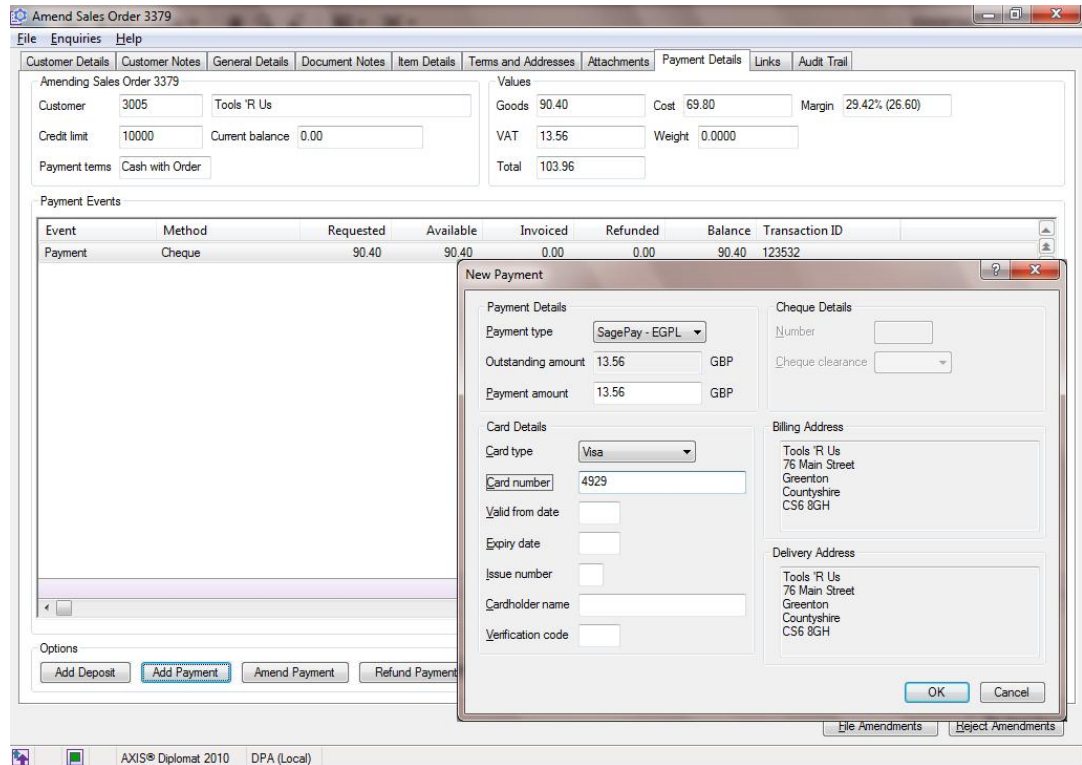 Amend Sales Order 3379
File Enquiries Help
Customer Details Customer Notes General Details Document Notes Item Details Terms and Addresses Attachments Payment Details Links Audit Trail
Amending Sales Order 3379
Customer 3005 Tools 'R Us
Credit limit 10000 Current balance 0.00
Payment terms Cash with Order
Values
Goods 90.40 Cost 69.80 Margin 29.42% (26.60)
VAT 13.56 Weight 0.0000
Total 103.96
Payment Events
Event Method Requested Available Invoiced Refunded Balance Transaction ID
Payment Cheque 90.40 90.40 0.00 0.00 90.40 123532
New Payment
Payment Details
Payment type SagePay - EGPL
Outstanding amount 13.56 GBP
Payment amount 13.56 GBP
Cheque Details
Number
Cheque clearance
Card Details
Card type Visa
Card number 4929
Valid from date
Expiry date
Issue number
Cardholder name
Verification code
Billing Address
Tools 'R Us
76 Main Street
Greenton
Countyshire
CS6 8GH
Delivery Address
Tools 'R Us
76 Main Street
Greenton
Countyshire
CS6 8GH
OK Cancel
Options
Add Deposit Add Payment Amend Payment Refund Payment
File Amendments Reject Amendments
AXIS® Diplomat 2010 DPA (Local)